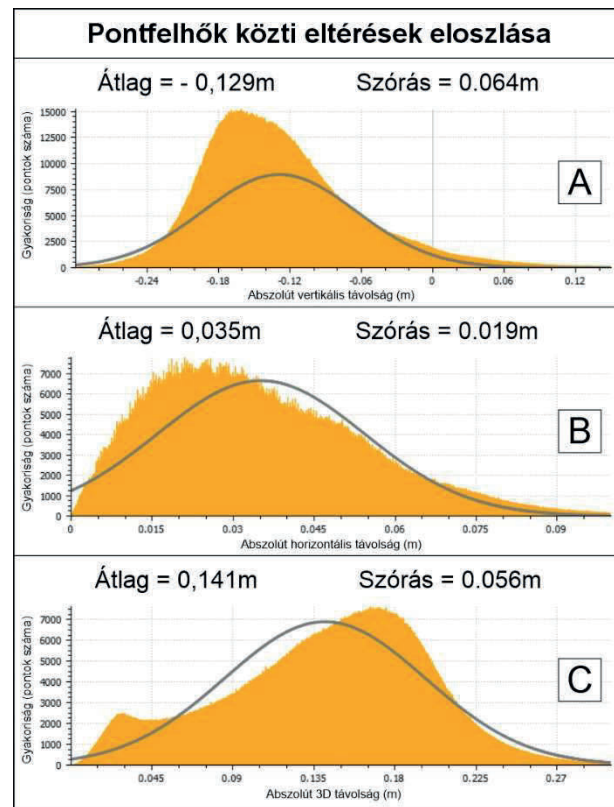 Pontfelhők közti eltérések eloszlása
Átlag = - 0,129m Szórás = 0.064m
Gyakoriság (pontok száma)
15000
12500
10000
7500
5000
2500
0
A
-0.24 -0.18 -0.12 -0.06 0 0.06 0.12
Abszolút vertikális távolság (m)
Átlag = 0,035m Szórás = 0.019m
Gyakoriság (pontok száma)
7000
6000
5000
4000
3000
2000
1000
0
B
0 0.015 0.03 0.045 0.06 0.075 0.09
Abszolút horizontális távolság (m)
Átlag = 0,141m Szórás = 0.056m
Gyakoriság (pontok száma)
7000
6000
5000
4000
3000
2000
1000
0
C
0.045 0.09 0.135 0.18 0.225 0.27
Abszolút 3D távolság (m)